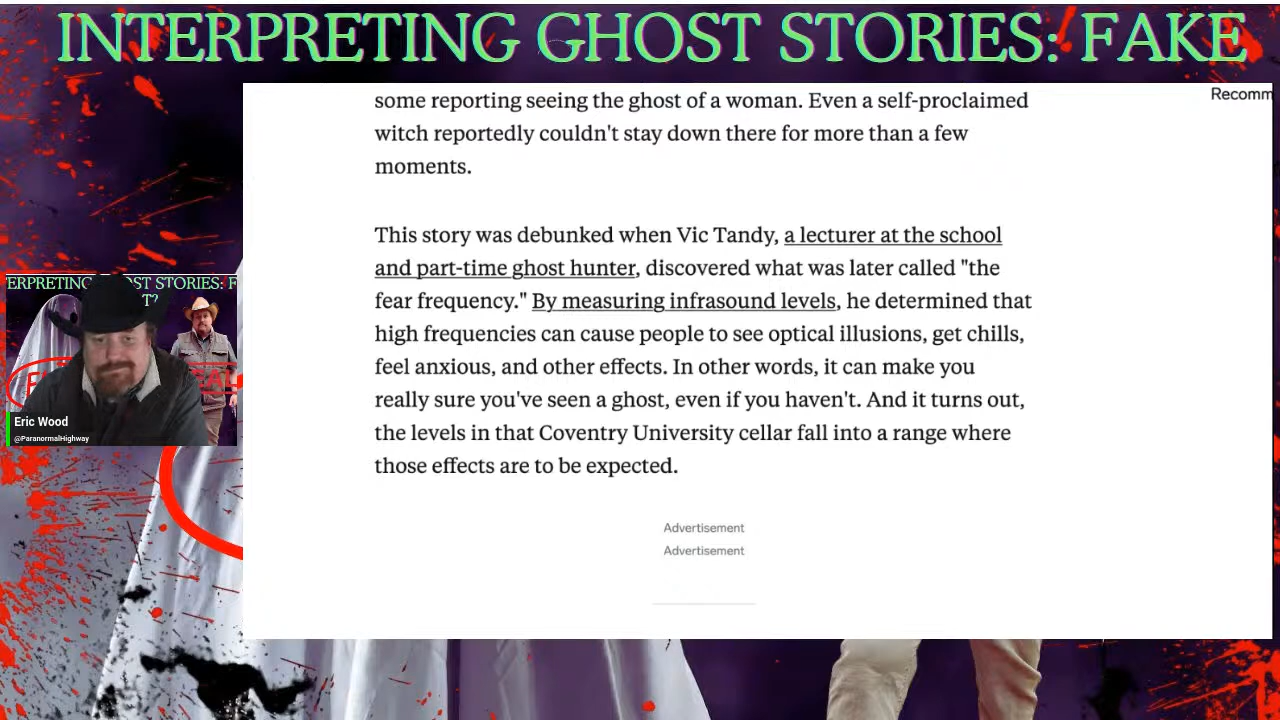 INTERPRETING GHOST STORIES: FAKE
some reporting seeing the ghost of a woman. Even a self-proclaimed
witch reportedly couldn't stay down there for more than a few
moments.
Recomm
This story was debunked when Vic Tandy, a lecturer at the school
and part-time ghost hunter, discovered what was later called "the
fear frequency." By measuring infrasound levels, he determined that
high frequencies can cause people to see optical illusions, get chills,
feel anxious, and other effects. In other words, it can make you
really sure you've seen a ghost, even if you haven't. And it turns out,
the levels in that Coventry University cellar fall into a range where
those effects are to be expected.
Advertisement
Advertisement
ERPRETING ST STORIES: F
T?
EAL
Eric Wood
@ParanormalHighway